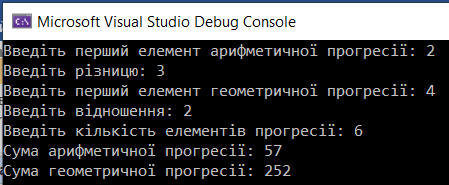 Microsoft Visual Studio Debug Console
Введіть перший елемент арифметичної прогресії: 2
Введіть різницю: 3
Введіть перший елемент геометричної прогресії: 4
Введіть відношення: 2
Введіть кількість елементів прогресії: 6
Сума арифметичної прогресії: 57
Сума геометричної прогресії: 252